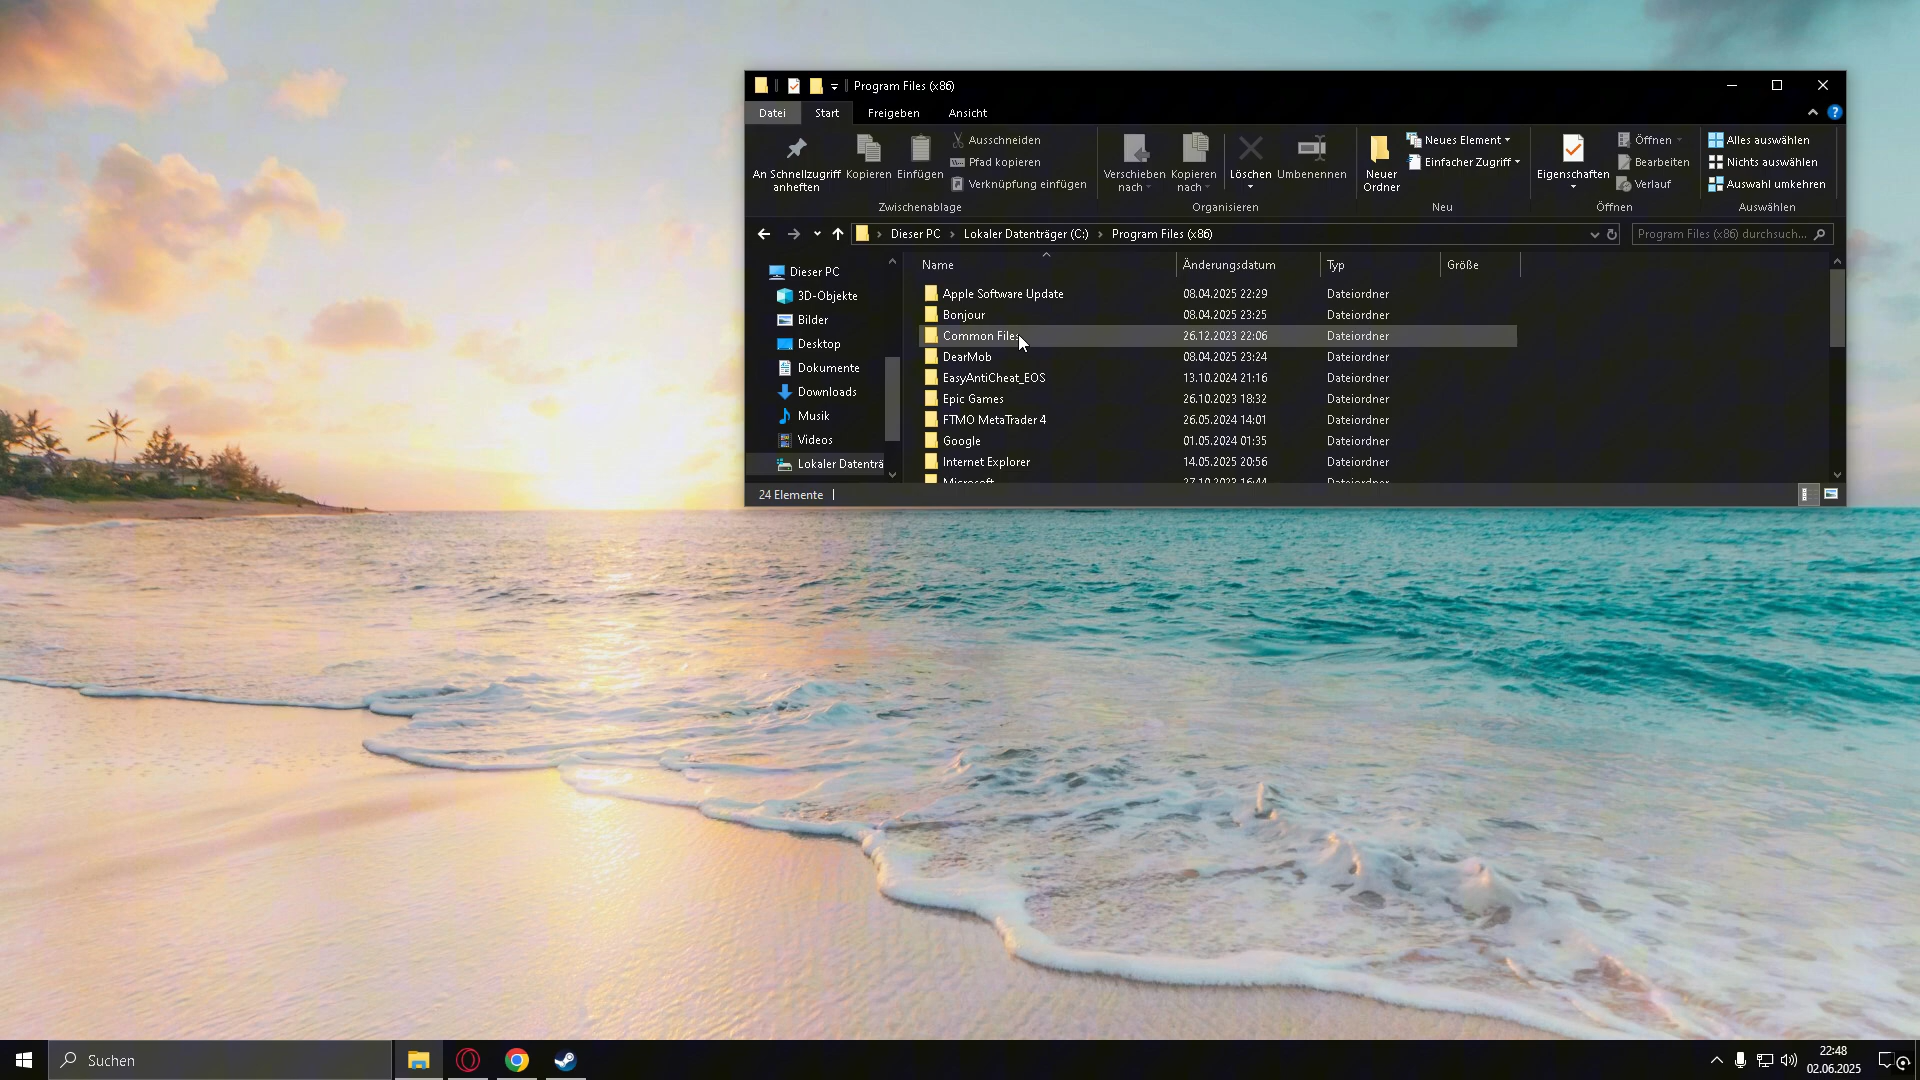 Program Files (x86)
Datei Start Freigeben Ansicht
An Schnellzugriff anheften
Kopieren
Einfügen
Ausschneiden
Pfad kopieren
Verknüpfung einfügen
Zwischenablage
Verschieben nach
Kopieren nach
Löschen
Umbenennen
Organisieren
Neuer Ordner
Neues Element
Einfacher Zugriff
Neu
Eigenschaften
Öffnen
Bearbeiten
Verlauf
Öffnen
Alles auswählen
Nichts auswählen
Auswahl umkehren
Auswählen
Dieser PC Lokaler Datenträger (C:) Program Files (x86)
Program Files (x86) durchsuch...
Dieser PC
3D-Objekte
Bilder
Desktop
Dokumente
Downloads
Musik
Videos
Lokaler Datenträ
Name Änderungsdatum Typ Größe
Apple Software Update 08.04.2025 22:29 Dateiordner
Bonjour 08.04.2025 23:25 Dateiordner
Common Files 26.12.2023 22:06 Dateiordner
DearMob 08.04.2025 23:24 Dateiordner
EasyAntiCheat_EOS 13.10.2024 21:16 Dateiordner
Epic Games 26.10.2023 18:32 Dateiordner
FTMO MetaTrader 4 26.05.2024 14:01 Dateiordner
Google 01.05.2024 01:35 Dateiordner
Internet Explorer 14.05.2025 20:56 Dateiordner
Microsoft 27.10.2023 16:44 Dateiordner
24 Elemente
Suchen
22:48
02.06.2025